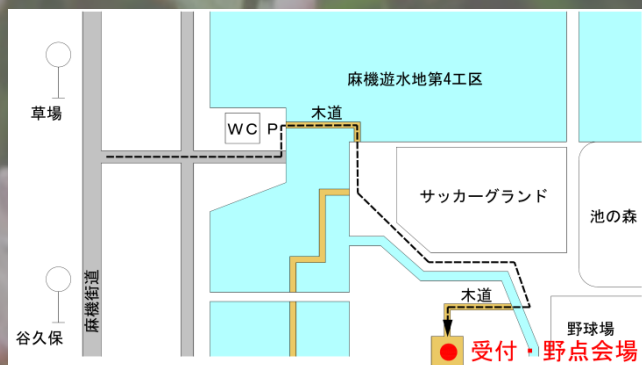 麻機遊水地第4工区
木道
草場
WC P
サッカーグランド
池の森
麻機街道
木道
谷久保
野球場
受付・野点会場